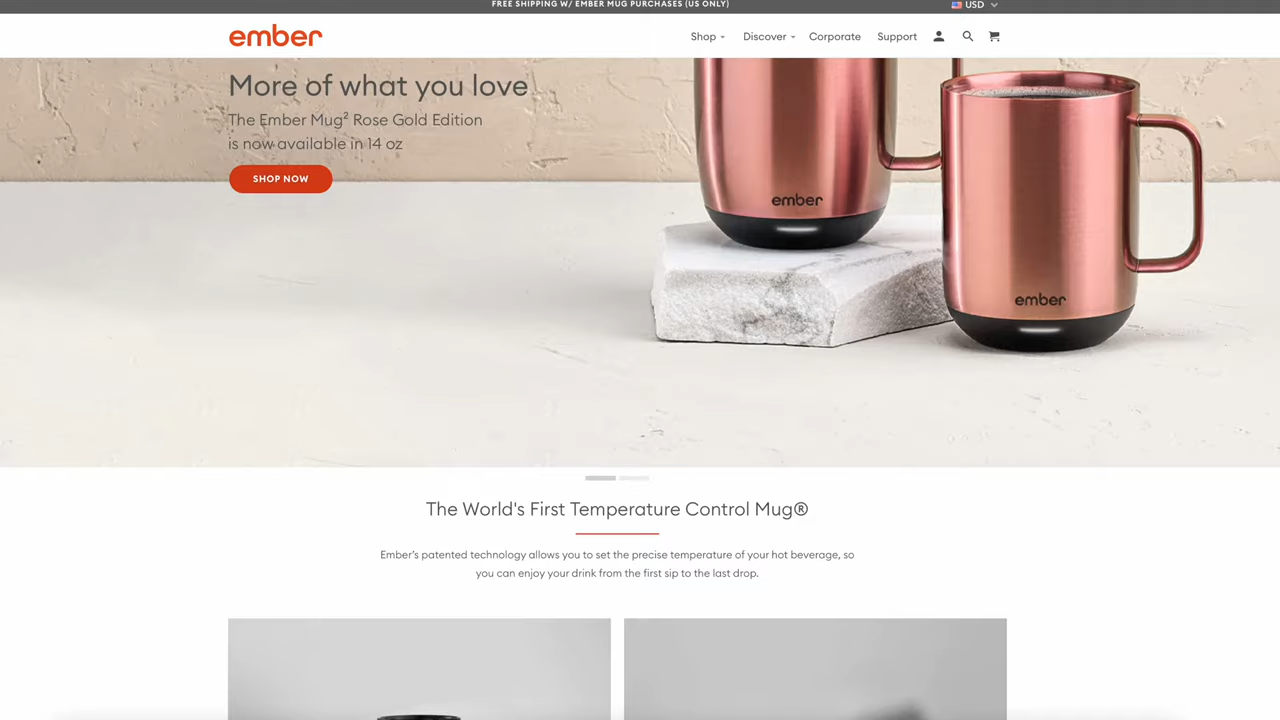 FREE SHIPPING W/ EMBER MUG PURCHASES (US ONLY)
USD
ember
Shop
Discover
Corporate
Support
More of what you love
The Ember Mug² Rose Gold Edition
is now available in 14 oz
SHOP NOW
ember
ember
The World's First Temperature Control Mug®
Ember's patented technology allows you to set the precise temperature of your hot beverage, so
you can enjoy your drink from the first sip to the last drop.